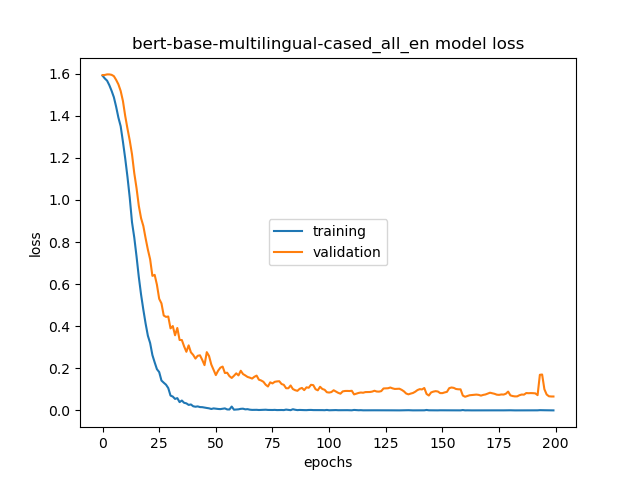 bert-base-multilingual-cased_all_en model loss
1.6
1.4
1.2
1.0
0.8
0.6
0.4
0.2
0.0
loss
training
validation
0 25 50 75 100 125 150 175 200
epochs